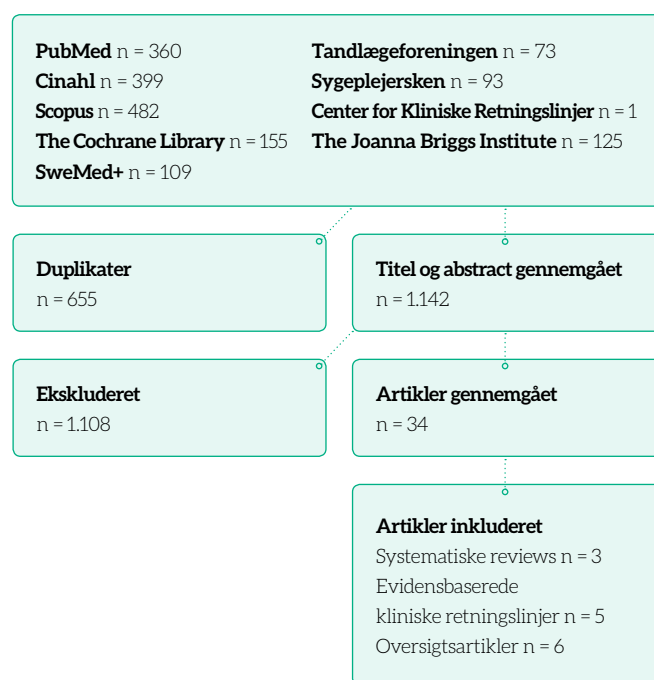 PubMed n = 360
Cinahl n = 399
Scopus n = 482
The Cochrane Library n = 155
SweMed+ n = 109
Tandlægeforeningen n = 73
Sygeplejersken n = 93
Center for Kliniske Retningslinjer n = 1
The Joanna Briggs Institute n = 125
Duplikater
n = 655
Titel og abstract gennemgået
n = 1.142
Ekskluderet
n = 1.108
Artikler gennemgået
n = 34
Artikler inkluderet
Systematiske reviews n = 3
Evidensbaserede
kliniske retningslinjer n = 5
Oversigtsartikler n = 6